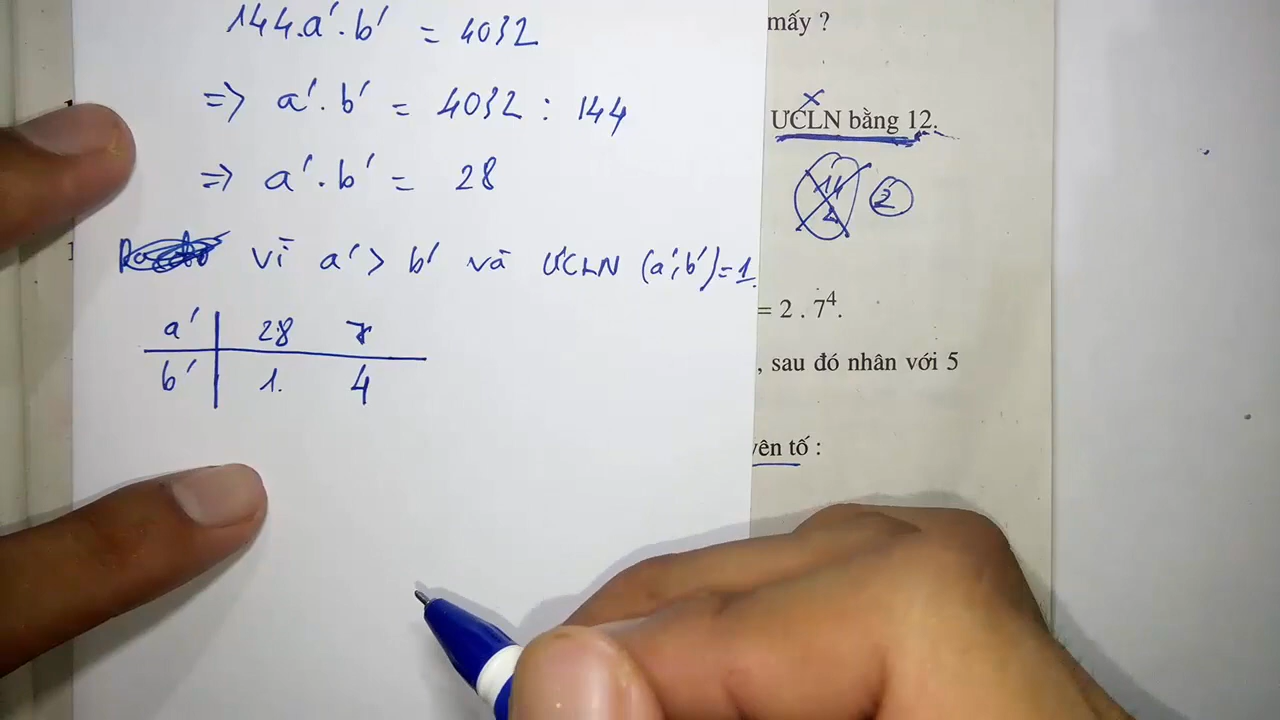 144.a'.b' = 4032
=> a'.b' = 4032 : 144
=> a'.b' = 28
vì a' > b' và ƯCLN (a'; b') = 1.
a' | 28 7
b' | 1. 4
mấy ?
x
ƯCLN bằng 12.
14
2
2
= 2 . 7⁴.
, sau đó nhân với 5
yên tố :